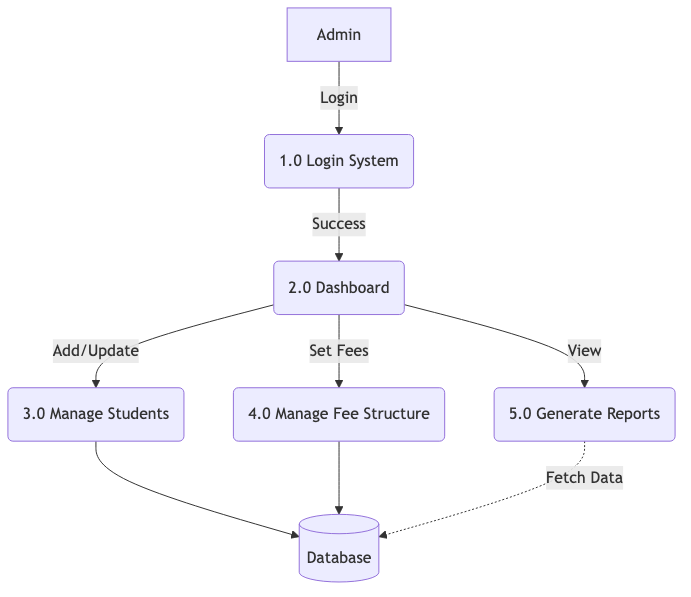 Admin
Login
1.0 Login System
Success
2.0 Dashboard
Add/Update
Set Fees
View
3.0 Manage Students
4.0 Manage Fee Structure
5.0 Generate Reports
Fetch Data
Database